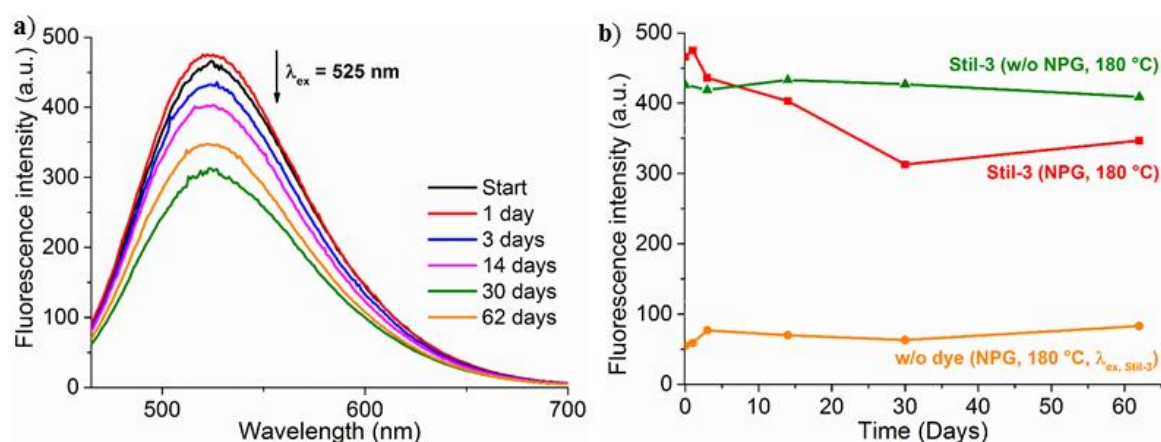 a)
Fluorescence intensity (a.u.)
500
400
300
200
100
0
λex = 525 nm
Start
1 day
3 days
14 days
30 days
62 days
500
600
700
Wavelength (nm)
b)
Fluorescence intensity (a.u.)
500
400
300
200
100
0
Stil-3 (w/o NPG, 180 °C)
Stil-3 (NPG, 180 °C)
w/o dye (NPG, 180 °C, λex, Stil-3)
0
10
20
30
40
50
60
Time (Days)